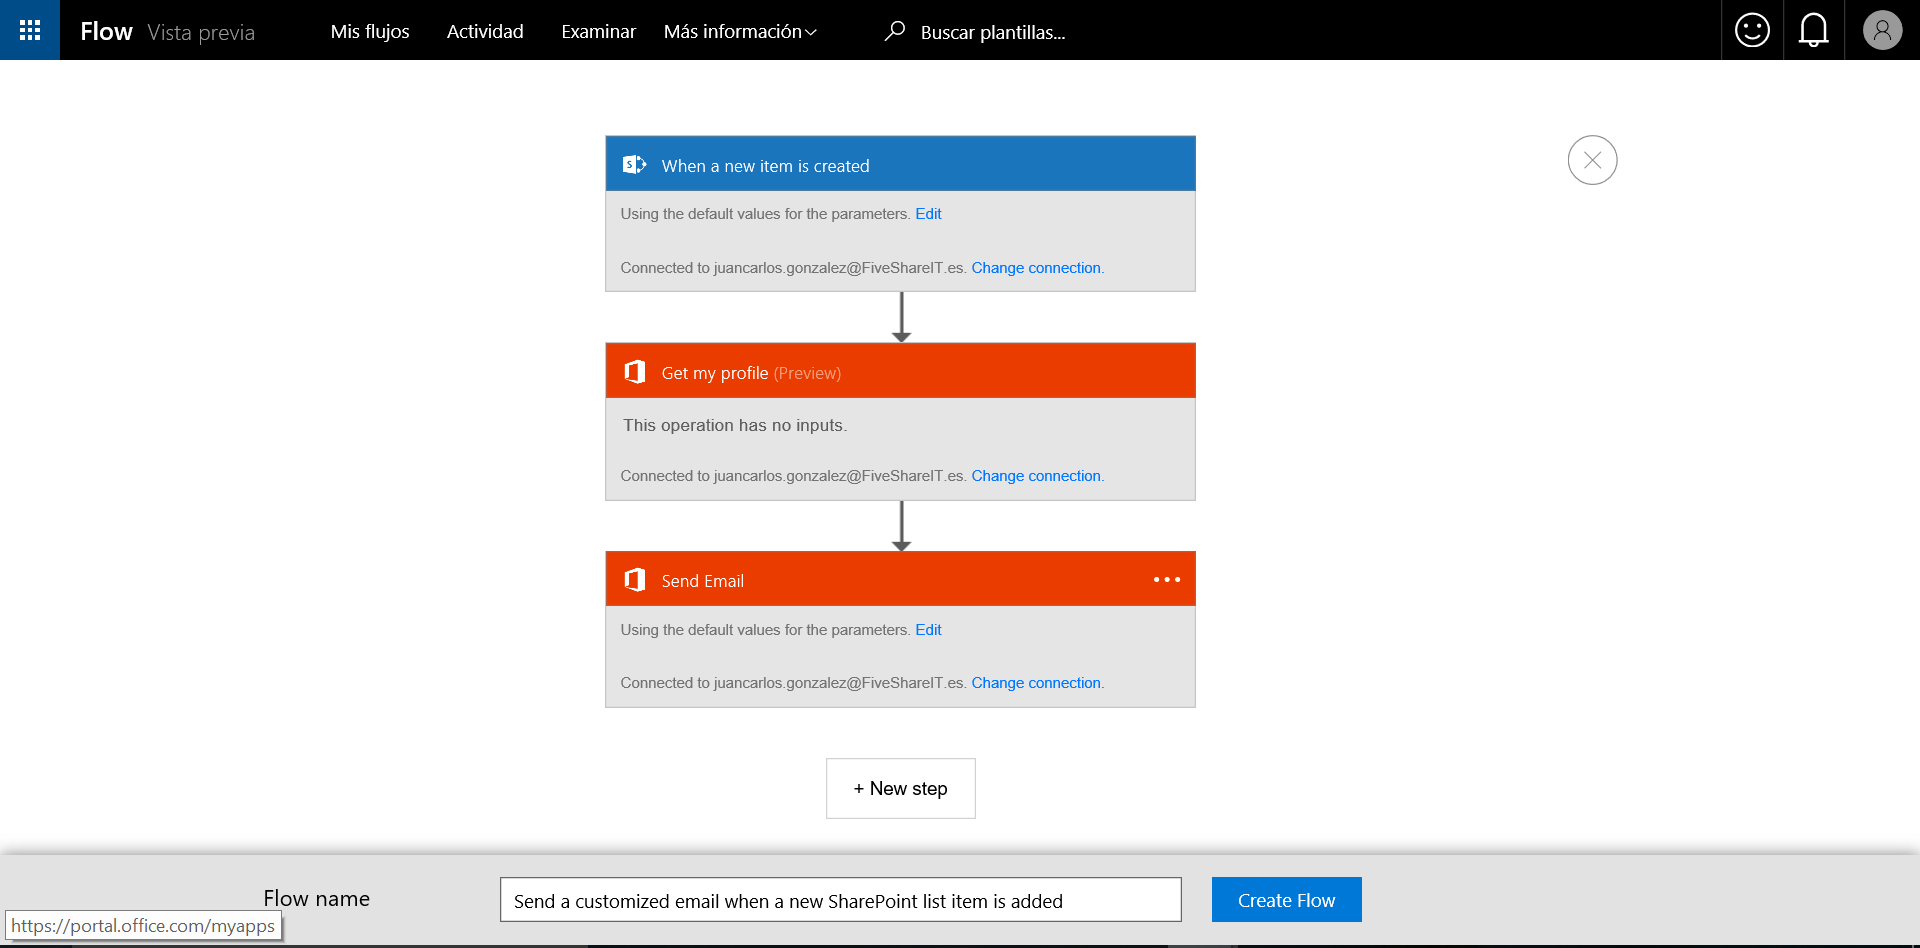 Flow Vista previa Mis flujos Actividad Examinar Más información Buscar plantillas...
When a new item is created
Using the default values for the parameters. Edit
Connected to juancarlos.gonzalez@FiveShareIT.es. Change connection.
Get my profile (Preview)
This operation has no inputs.
Connected to juancarlos.gonzalez@FiveShareIT.es. Change connection.
Send Email
Using the default values for the parameters. Edit
Connected to juancarlos.gonzalez@FiveShareIT.es. Change connection.
+ New step
Flow name Send a customized email when a new SharePoint list item is added Create Flow
https://portal.office.com/myapps